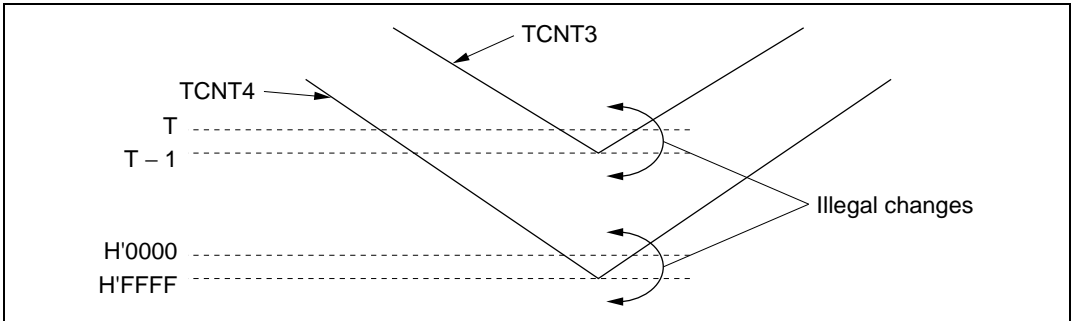 TCNT3
TCNT4
T
T – 1
Illegal changes
H'0000
H'FFFF